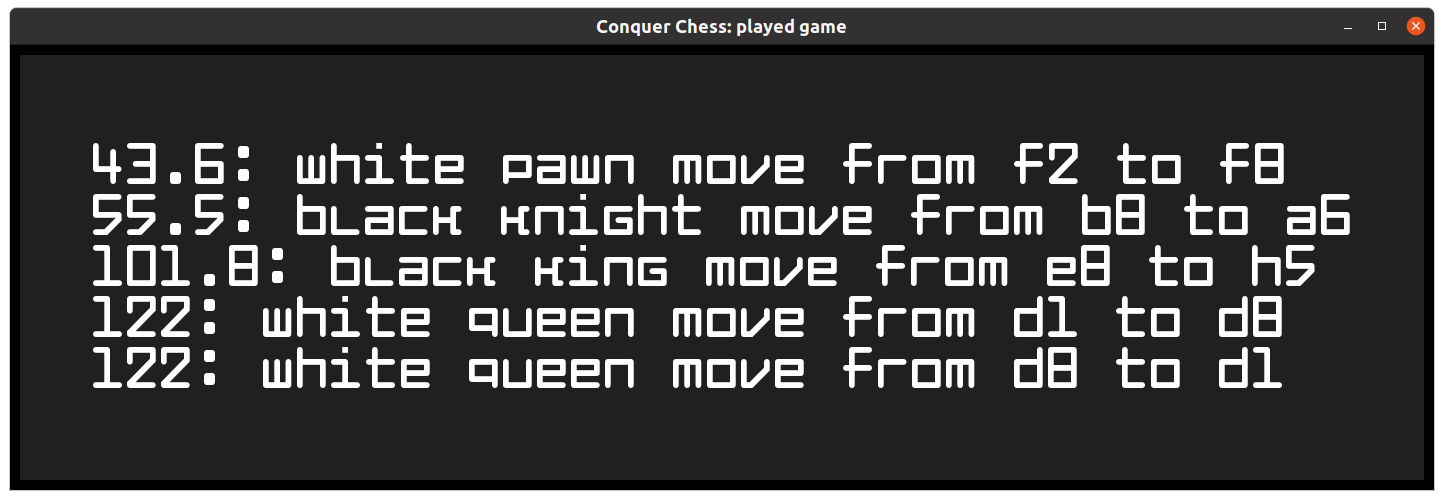 Conquer Chess: played game
43.6: white pawn move from f2 to f8
55.5: black knight move from b8 to a6
101.8: black king move from e8 to h5
122: white queen move from d1 to d8
122: white queen move from d8 to d1